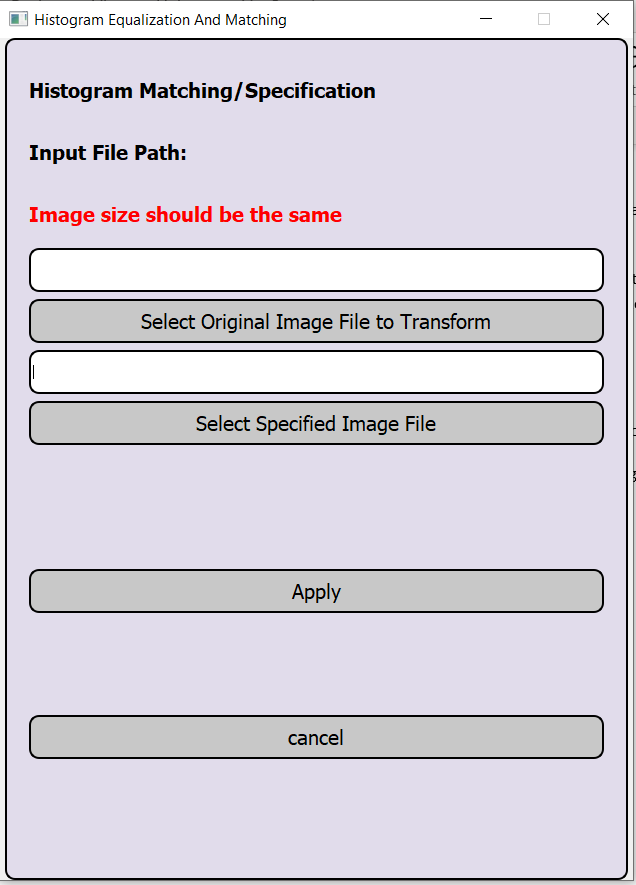 Histogram Equalization And Matching
Histogram Matching/Specification
Input File Path:
Image size should be the same
Select Original Image File to Transform
Select Specified Image File
Apply
cancel